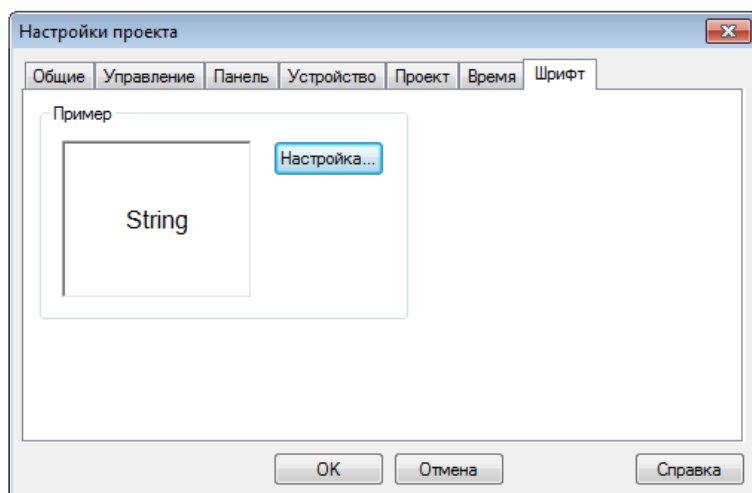 Настройки проекта
Общие Управление Панель Устройство Проект Время Шрифт
Пример
Настройка...
String
OK Отмена Справка